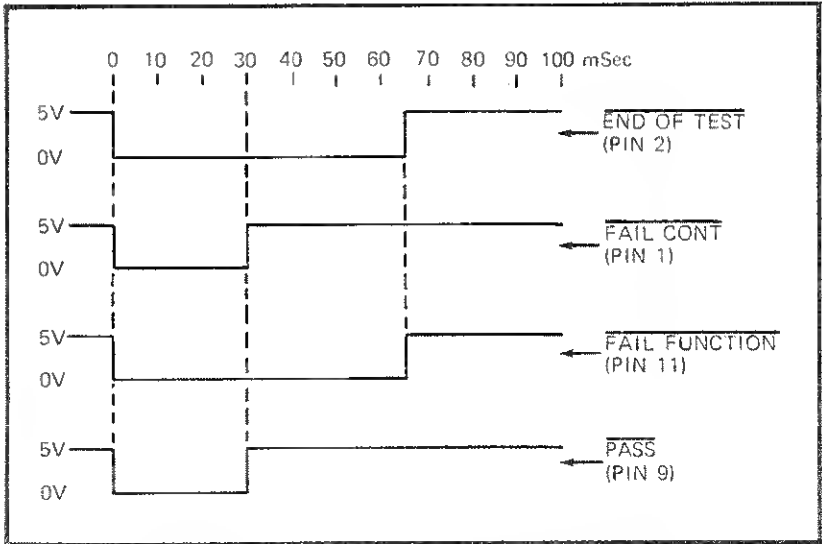 0 10 20 30 40 50 60 70 80 90 100 mSec
5V
0V
END OF TEST
(PIN 2)
5V
0V
FAIL CONT
(PIN 1)
5V
0V
FAIL FUNCTION
(PIN 11)
5V
0V
PASS
(PIN 9)